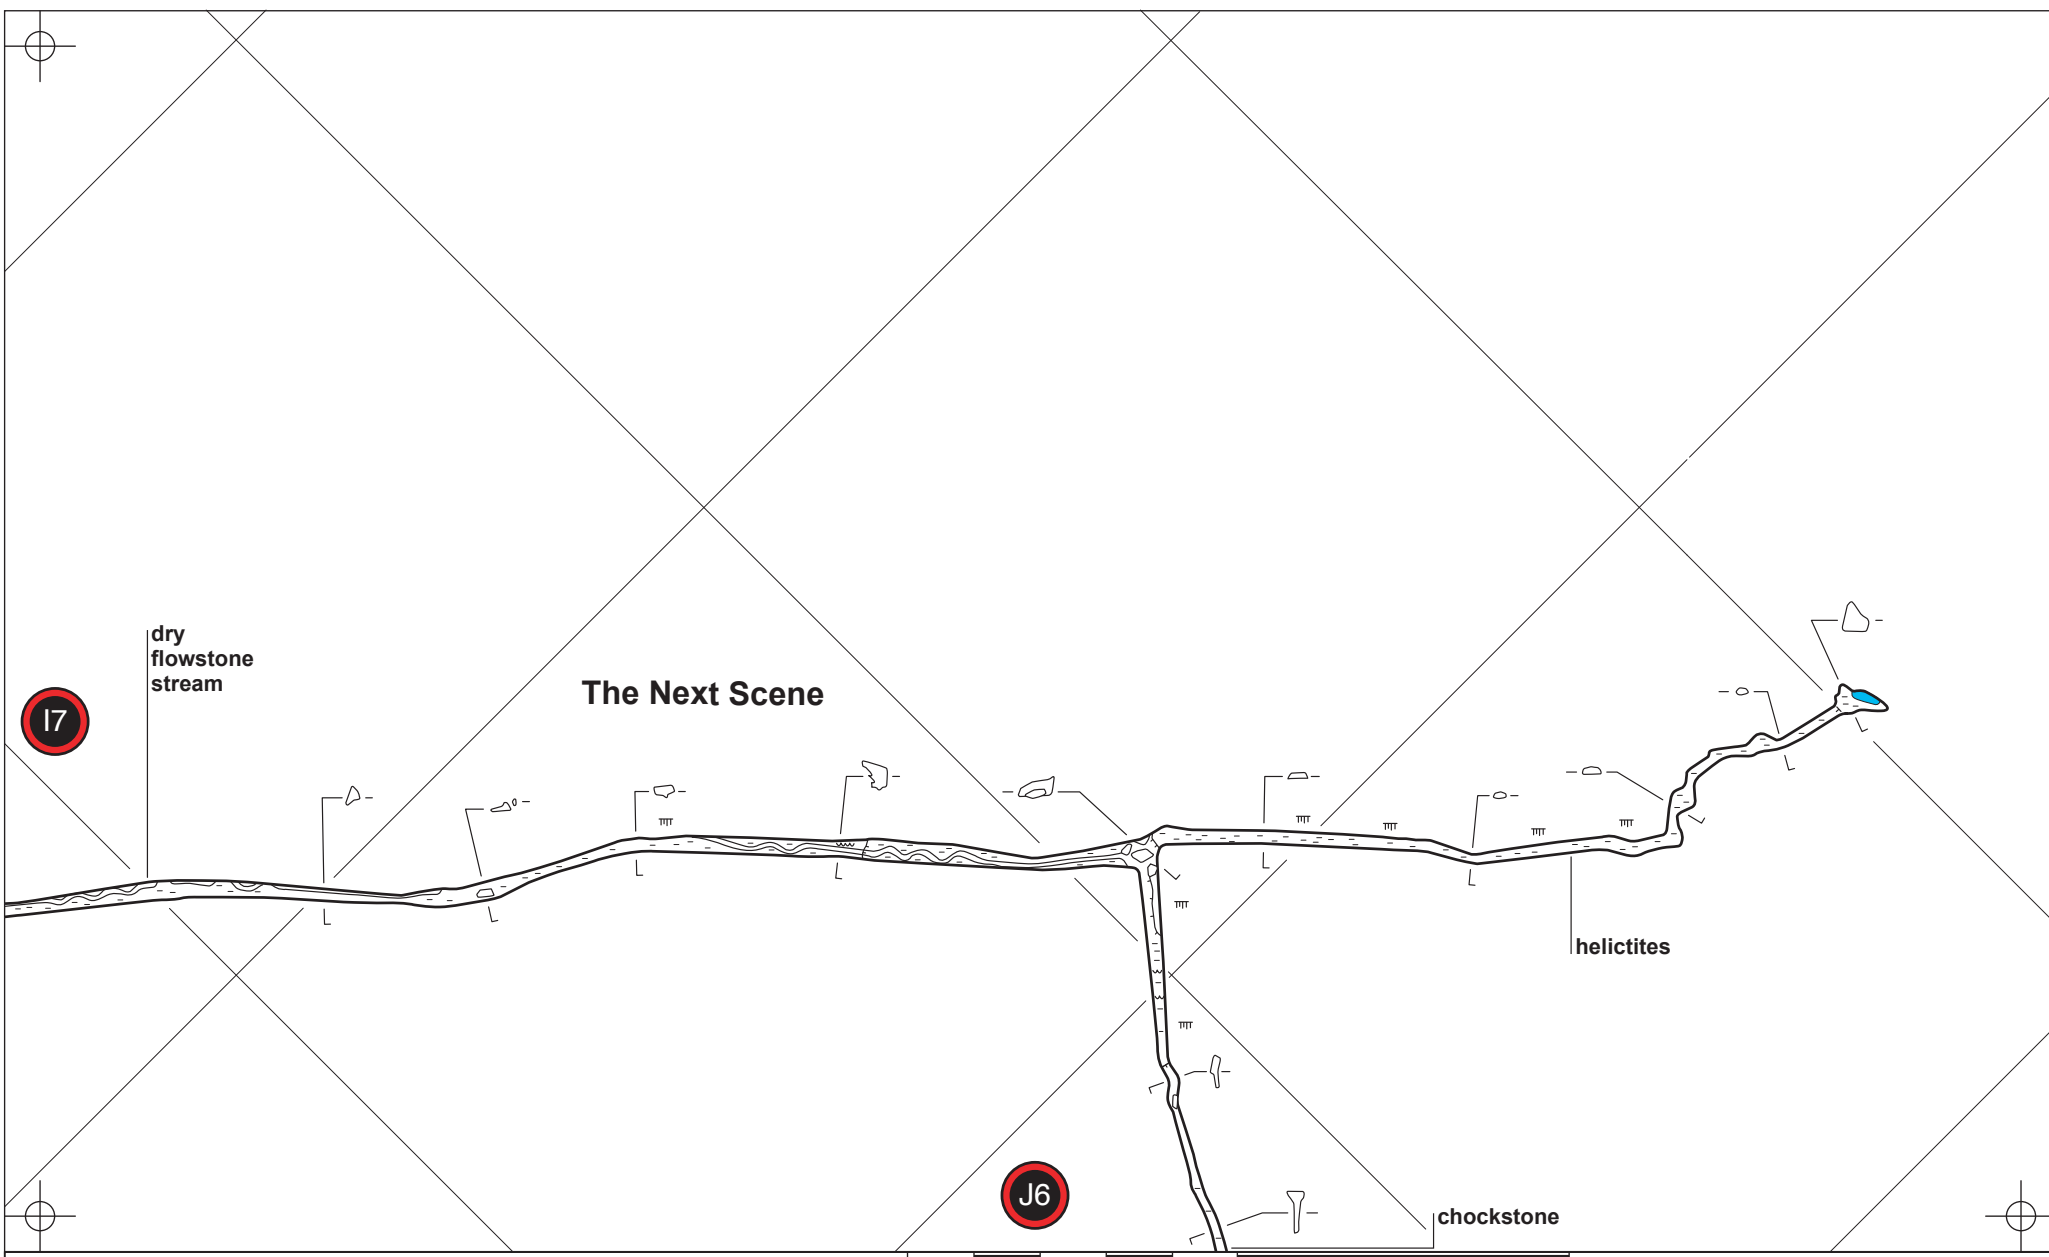 dry
flowstone
stream
The Next Scene
I7
helictites
J6
chockstone